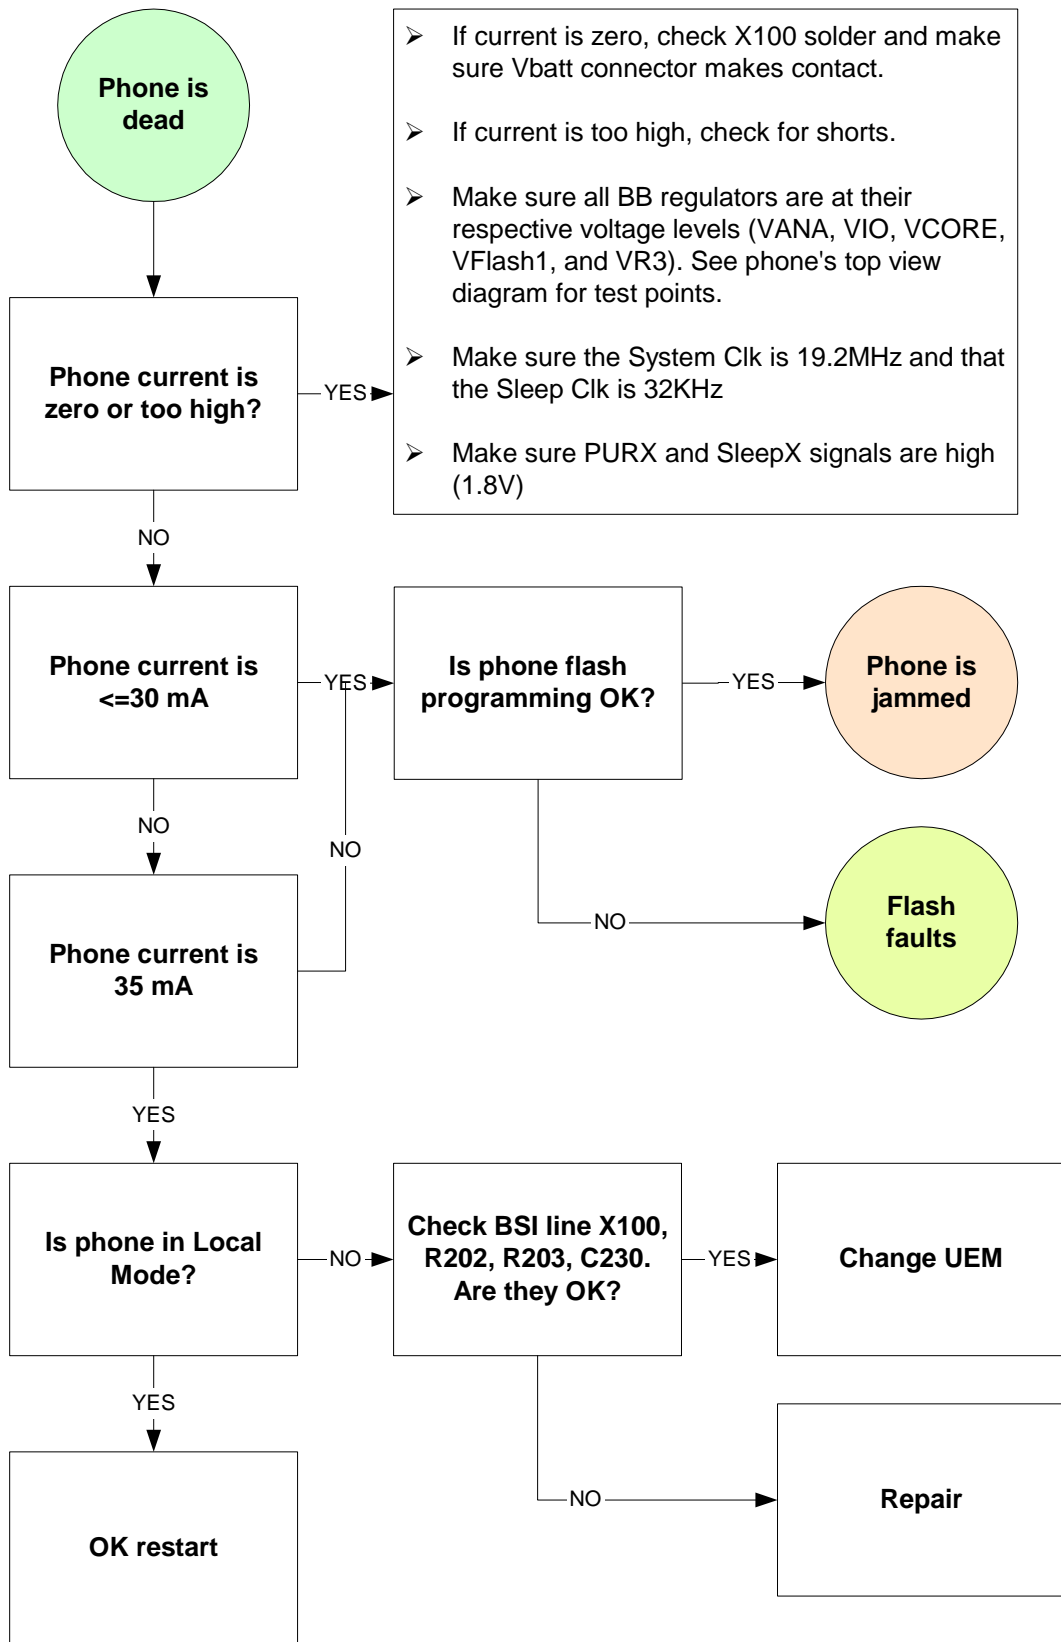 Phone is
dead
➢ If current is zero, check X100 solder and make
sure Vbatt connector makes contact.
➢ If current is too high, check for shorts.
➢ Make sure all BB regulators are at their
respective voltage levels (VANA, VIO, VCORE,
VFlash1, and VR3). See phone's top view
diagram for test points.
➢ Make sure the System Clk is 19.2MHz and that
the Sleep Clk is 32KHz
➢ Make sure PURX and SleepX signals are high
(1.8V)
Phone current is
zero or too high?
YES
NO
Phone current is
<=30 mA
YES
Is phone flash
programming OK?
YES
Phone is
jammed
NO
NO
Phone current is
35 mA
NO
Flash
faults
YES
Is phone in Local
Mode?
NO
Check BSI line X100,
R202, R203, C230.
Are they OK?
YES
Change UEM
YES
NO
Repair
OK restart